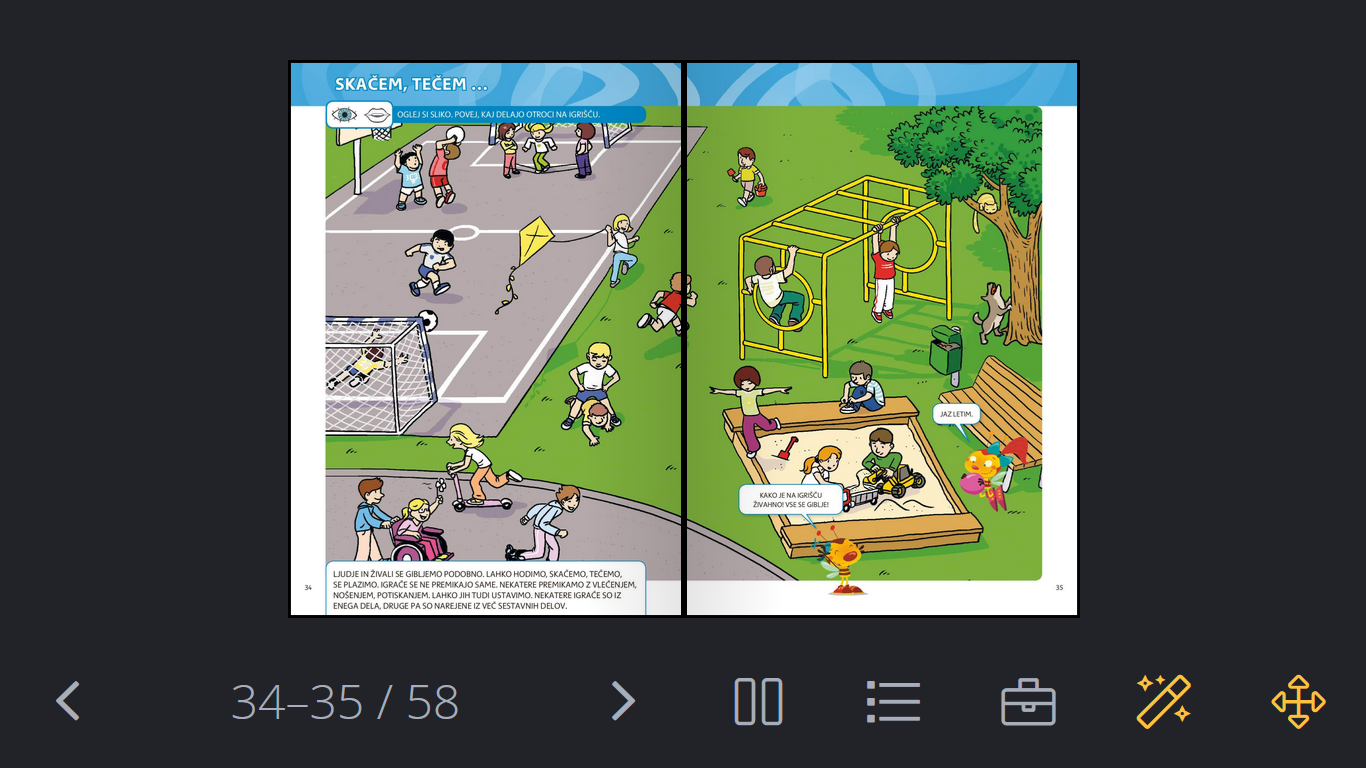 SKAČEM, TEČEM ...
OGLEJ SI SLIKO. POVEJ, KAJ DELAJO OTROCI NA IGRIŠČU.
JAZ LETIM.
KAKO JE NA IGRIŠČU
ŽIVAHNO! VSE SE GIBLJE!
LJUDJE IN ŽIVALI SE GIBLJEMO PODOBNO. LAHKO HODIMO, SKAČEMO, TEČEMO,
SE PLAZIMO. IGRAČE SE NE PREMIKAJO SAME. NEKATERE PREMIKAMO Z VLEČENJEM,
NOŠENJEM, POTISKANJEM. LAHKO JIH TUDI USTAVIMO. NEKATERE IGRAČE SO IZ
ENEGA DELA, DRUGE PA SO NAREJENE IZ VEČ SESTAVNIH DELOV.
34
35
34–35 / 58